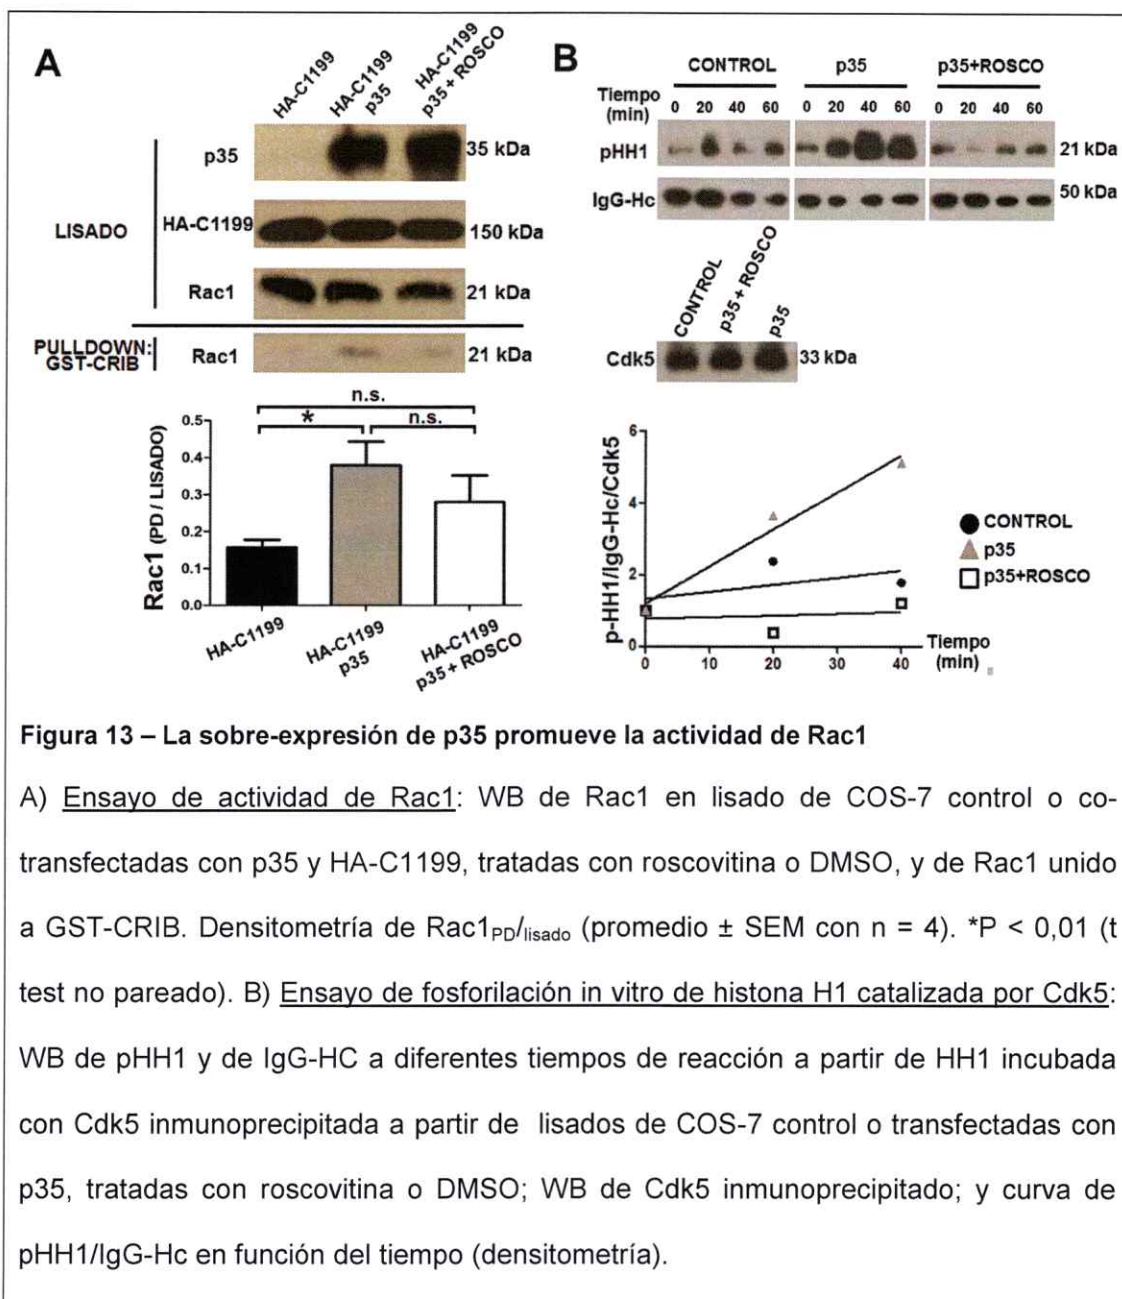 A
HA-C1199
HA-C1199
p35
HA-C1199
p35 + ROSCO
p35
35 kDa
LISADO
HA-C1199
150 kDa
Rac1
21 kDa
PULLDOWN:
GST-CRIB
Rac1
21 kDa
n.s.
*
n.s.
Rac1 (PD / LISADO)
0.5
0.4
0.3
0.2
0.1
0.0
HA-C1199
HA-C1199
p35
HA-C1199
p35 + ROSCO
B
CONTROL p35 p35+ROSCO
Tiempo
(min)
0 20 40 60 0 20 40 60 0 20 40 60
pHH1
21 kDa
IgG-Hc
50 kDa
CONTROL
p35 + ROSCO
p35
Cdk5
33 kDa
p-HH1/IgG-Hc/Cdk5
6
4
2
0
0 10 20 30 40
Tiempo
(min)
CONTROL
p35
p35+ROSCO
Figura 13 – La sobre-expresión de p35 promueve la actividad de Rac1
A) Ensayo de actividad de Rac1: WB de Rac1 en lisado de COS-7 control o co-
transfectadas con p35 y HA-C1199, tratadas con roscovitina o DMSO, y de Rac1 unido
a GST-CRIB. Densitometría de Rac1PD/lisado (promedio ± SEM con n = 4). *P < 0,01 (t
test no pareado). B) Ensayo de fosforilación in vitro de histona H1 catalizada por Cdk5:
WB de pHH1 y de IgG-HC a diferentes tiempos de reacción a partir de HH1 incubada
con Cdk5 inmunoprecipitada a partir de lisados de COS-7 control o transfectadas con
p35, tratadas con roscovitina o DMSO; WB de Cdk5 inmunoprecipitado; y curva de
pHH1/IgG-Hc en función del tiempo (densitometría).